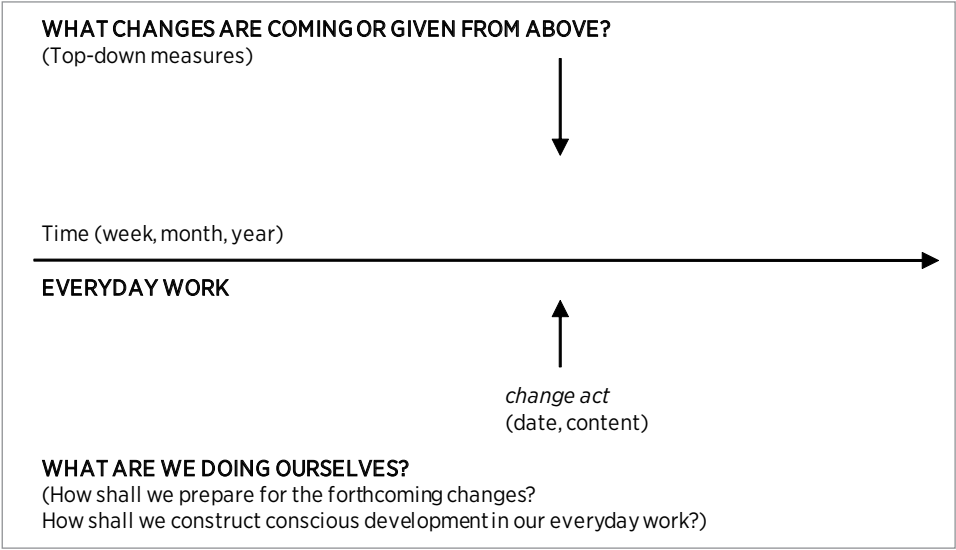 WHAT CHANGES ARE COMING OR GIVEN FROM ABOVE?
(Top-down measures)
Time (week, month, year)
EVERYDAY WORK
change act
(date, content)
WHAT ARE WE DOING OURSELVES?
(How shall we prepare for the forthcoming changes?
How shall we construct conscious development in our everyday work?)